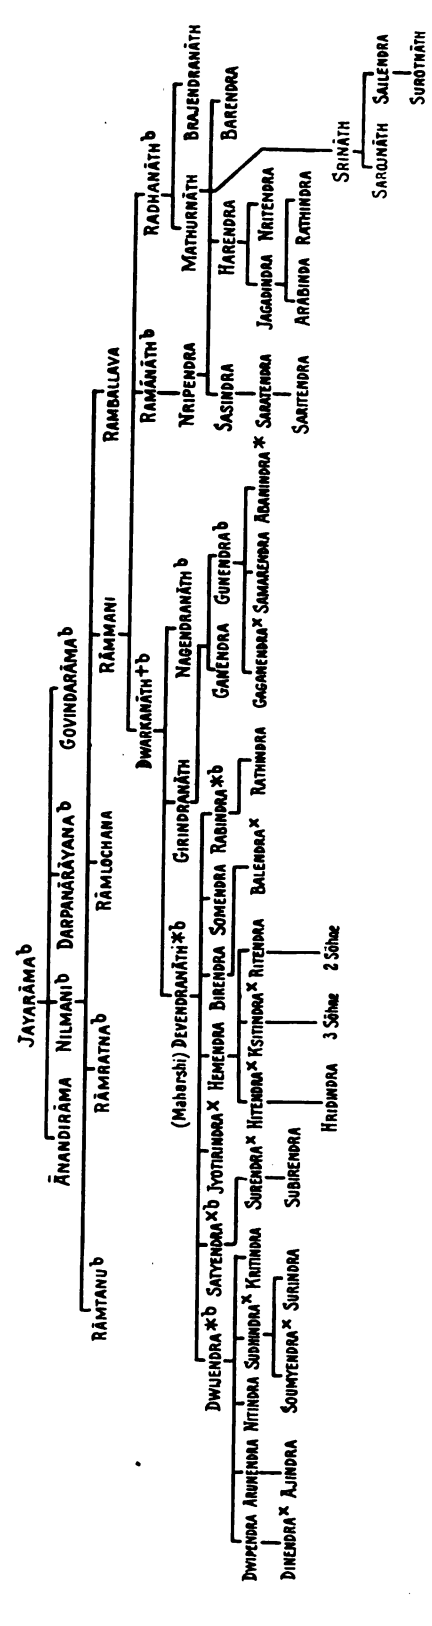 JAYARĀMA b
ĀNANDIRĀMA NILMANI b DARPANĀRĀYANA b GOVINDARĀMA b
RĀMTANU b RĀMRATNA b RĀMLOCHANA RĀMMANI RAMBALLAVA
DWARKANĀTH + b RAMĀNĀTH b RADHANĀTH b
(Maharshi) DEVENDRANĀTH * b GIRINDRANĀTH NAGENDRANĀTH b NRIPENDRA MATHURNĀTH BRAJENDRANĀTH
DWIJENDRA * b SATYENDRA * b JYOTIRINDRA x HEMENDRA BIRENDRA SOMENDRA RABINDRA * b GANENDRA GUNENDRA b SASINDRA HARENDRA BARENDRA
DWIPENDRA ARUNENDRA NITINDRA SUDHINDRA x KRITINDRA SURENDRA x HITENDRA x KSITINDRA x RITENDRA BALENDRA x RATHINDRA GAGANENDRA x SAMARENDRA ABANINDRA * SARATENDRA JAGADINDRA NRITENDRA
DINENDRA x AJINDRA SOUMYENDRA x SURINDRA SUBIRENDRA SARITENDRA ARABINDA RATHINDRA
HRIDINDRA 3 Söhne 2 Söhne SRINĀTH
SAROJNĀTH SAILENDRA
SUROTNĀTH